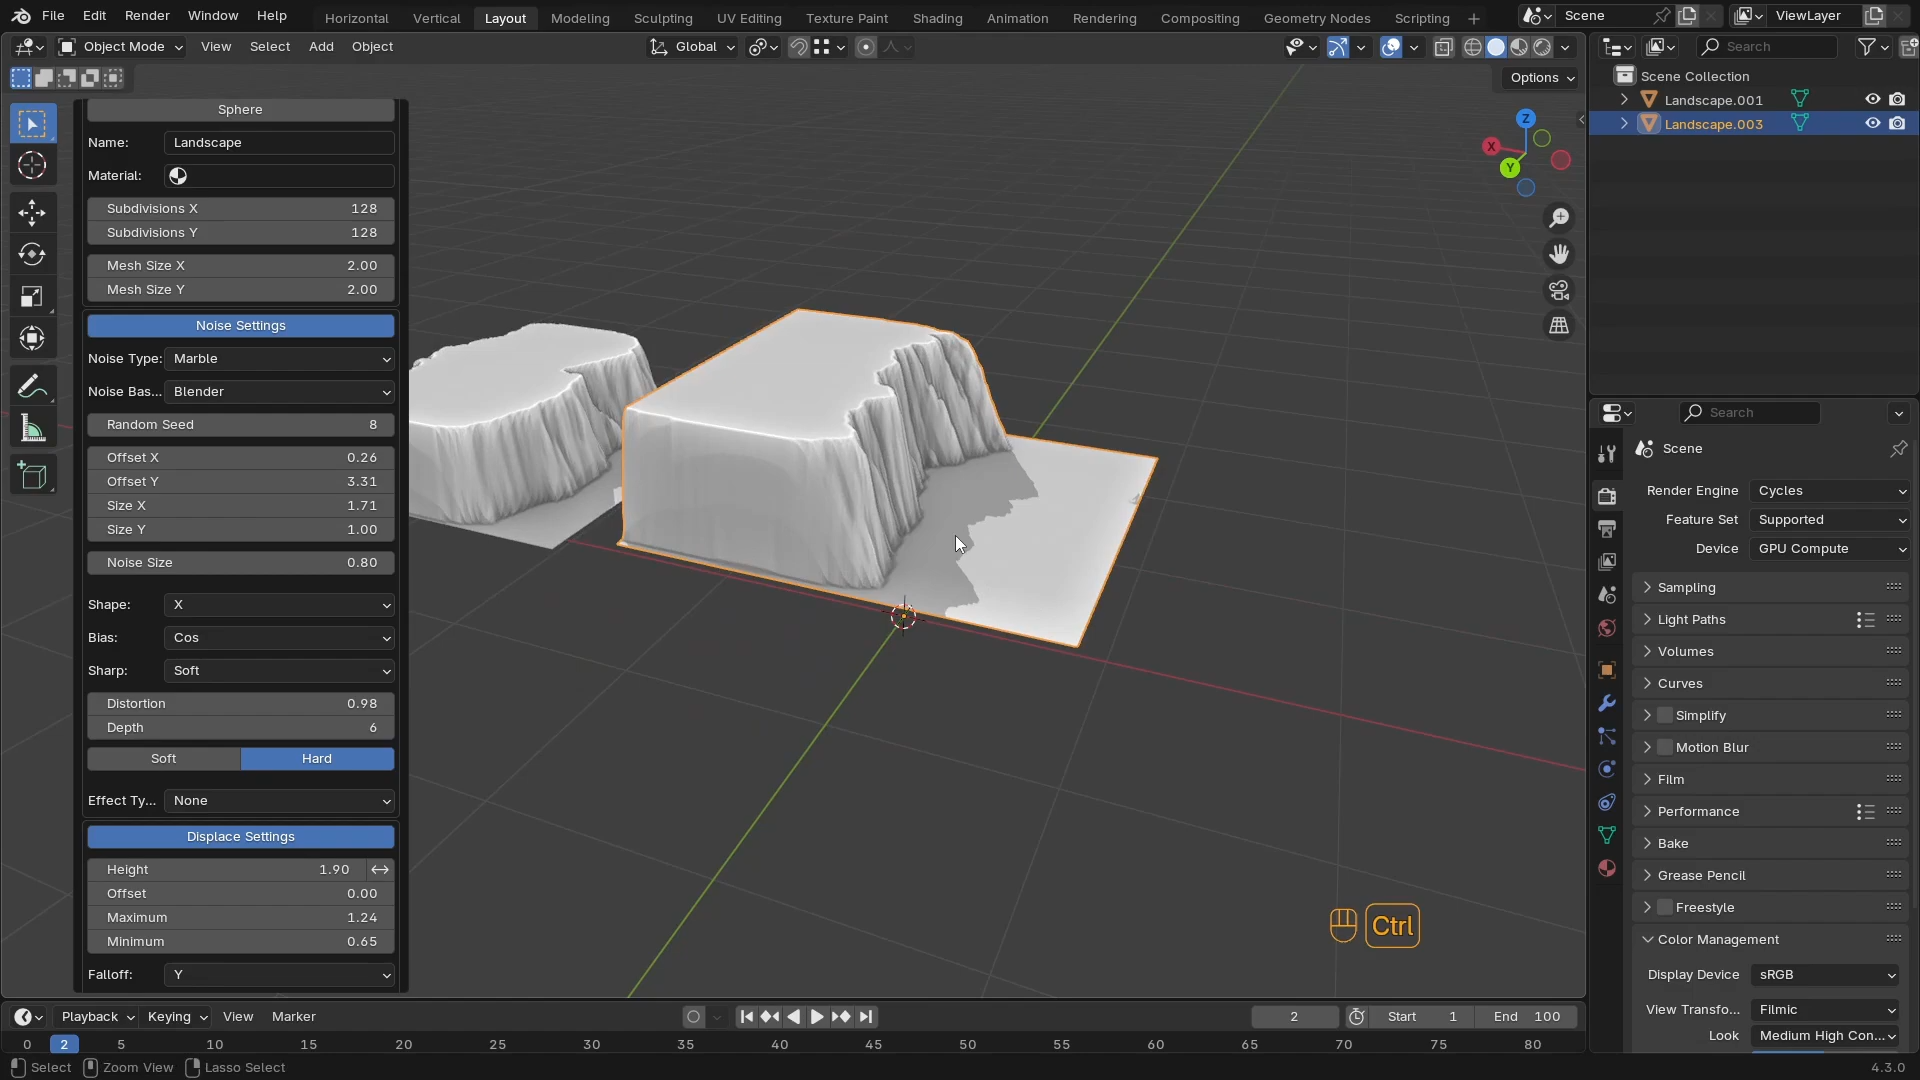 File Edit Render Window Help Horizontal Vertical Layout Modeling Sculpting UV Editing Texture Paint Shading Animation Rendering Compositing Geometry Nodes Scripting Scene ViewLayer
Object Mode View Select Add Object Global Search
Options
Scene Collection
Landscape.001
Landscape.003
Z
X
Y
Sphere
Name: Landscape
Material:
Subdivisions X 128
Subdivisions Y 128
Mesh Size X 2.00
Mesh Size Y 2.00
Noise Settings
Noise Type: Marble
Noise Bas... Blender
Random Seed 8
Offset X 0.26
Offset Y 3.31
Size X 1.71
Size Y 1.00
Noise Size 0.80
Shape: X
Bias: Cos
Sharp: Soft
Distortion 0.98
Depth 6
Soft Hard
Effect Ty... None
Displace Settings
Height 1.90
Offset 0.00
Maximum 1.24
Minimum 0.65
Falloff: Y
Ctrl
Search
Scene
Render Engine Cycles
Feature Set Supported
Device GPU Compute
Sampling
Light Paths
Volumes
Curves
Simplify
Motion Blur
Film
Performance
Bake
Grease Pencil
Freestyle
Color Management
Display Device sRGB
View Transfo... Filmic
Look Medium High Con...
Playback Keying View Marker 2 Start 1 End 100
0 2 5 10 15 20 25 30 35 40 45 50 55 60 65 70 75 80
Select Zoom View Lasso Select 4.3.0